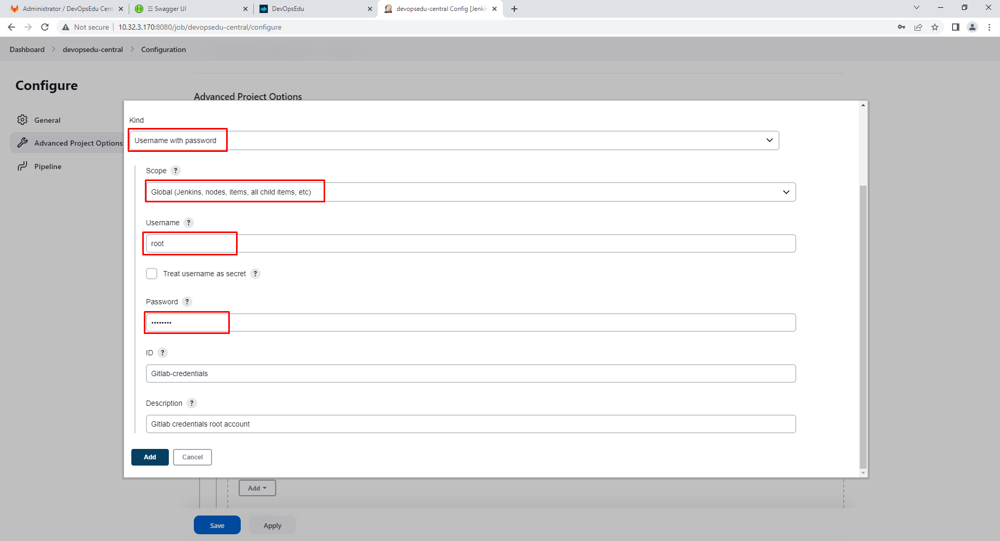 Administrator / DevOpsEdu Cent
Swagger UI
DevOpsEdu
devopsedu-central Config [Jenki
Not secure
10.32.3.170:8080/job/devopsedu-central/configure
Dashboard
devopsedu-central
Configuration
Configure
General
Advanced Project Options
Pipeline
Advanced Project Options
Kind
Username with password
Scope ?
Global (Jenkins, nodes, items, all child items, etc)
Username ?
root
Treat username as secret ?
Password ?
••••••••
ID ?
Gitlab-credentials
Description ?
Gitlab credentials root account
Add
Cancel
Add
Save
Apply